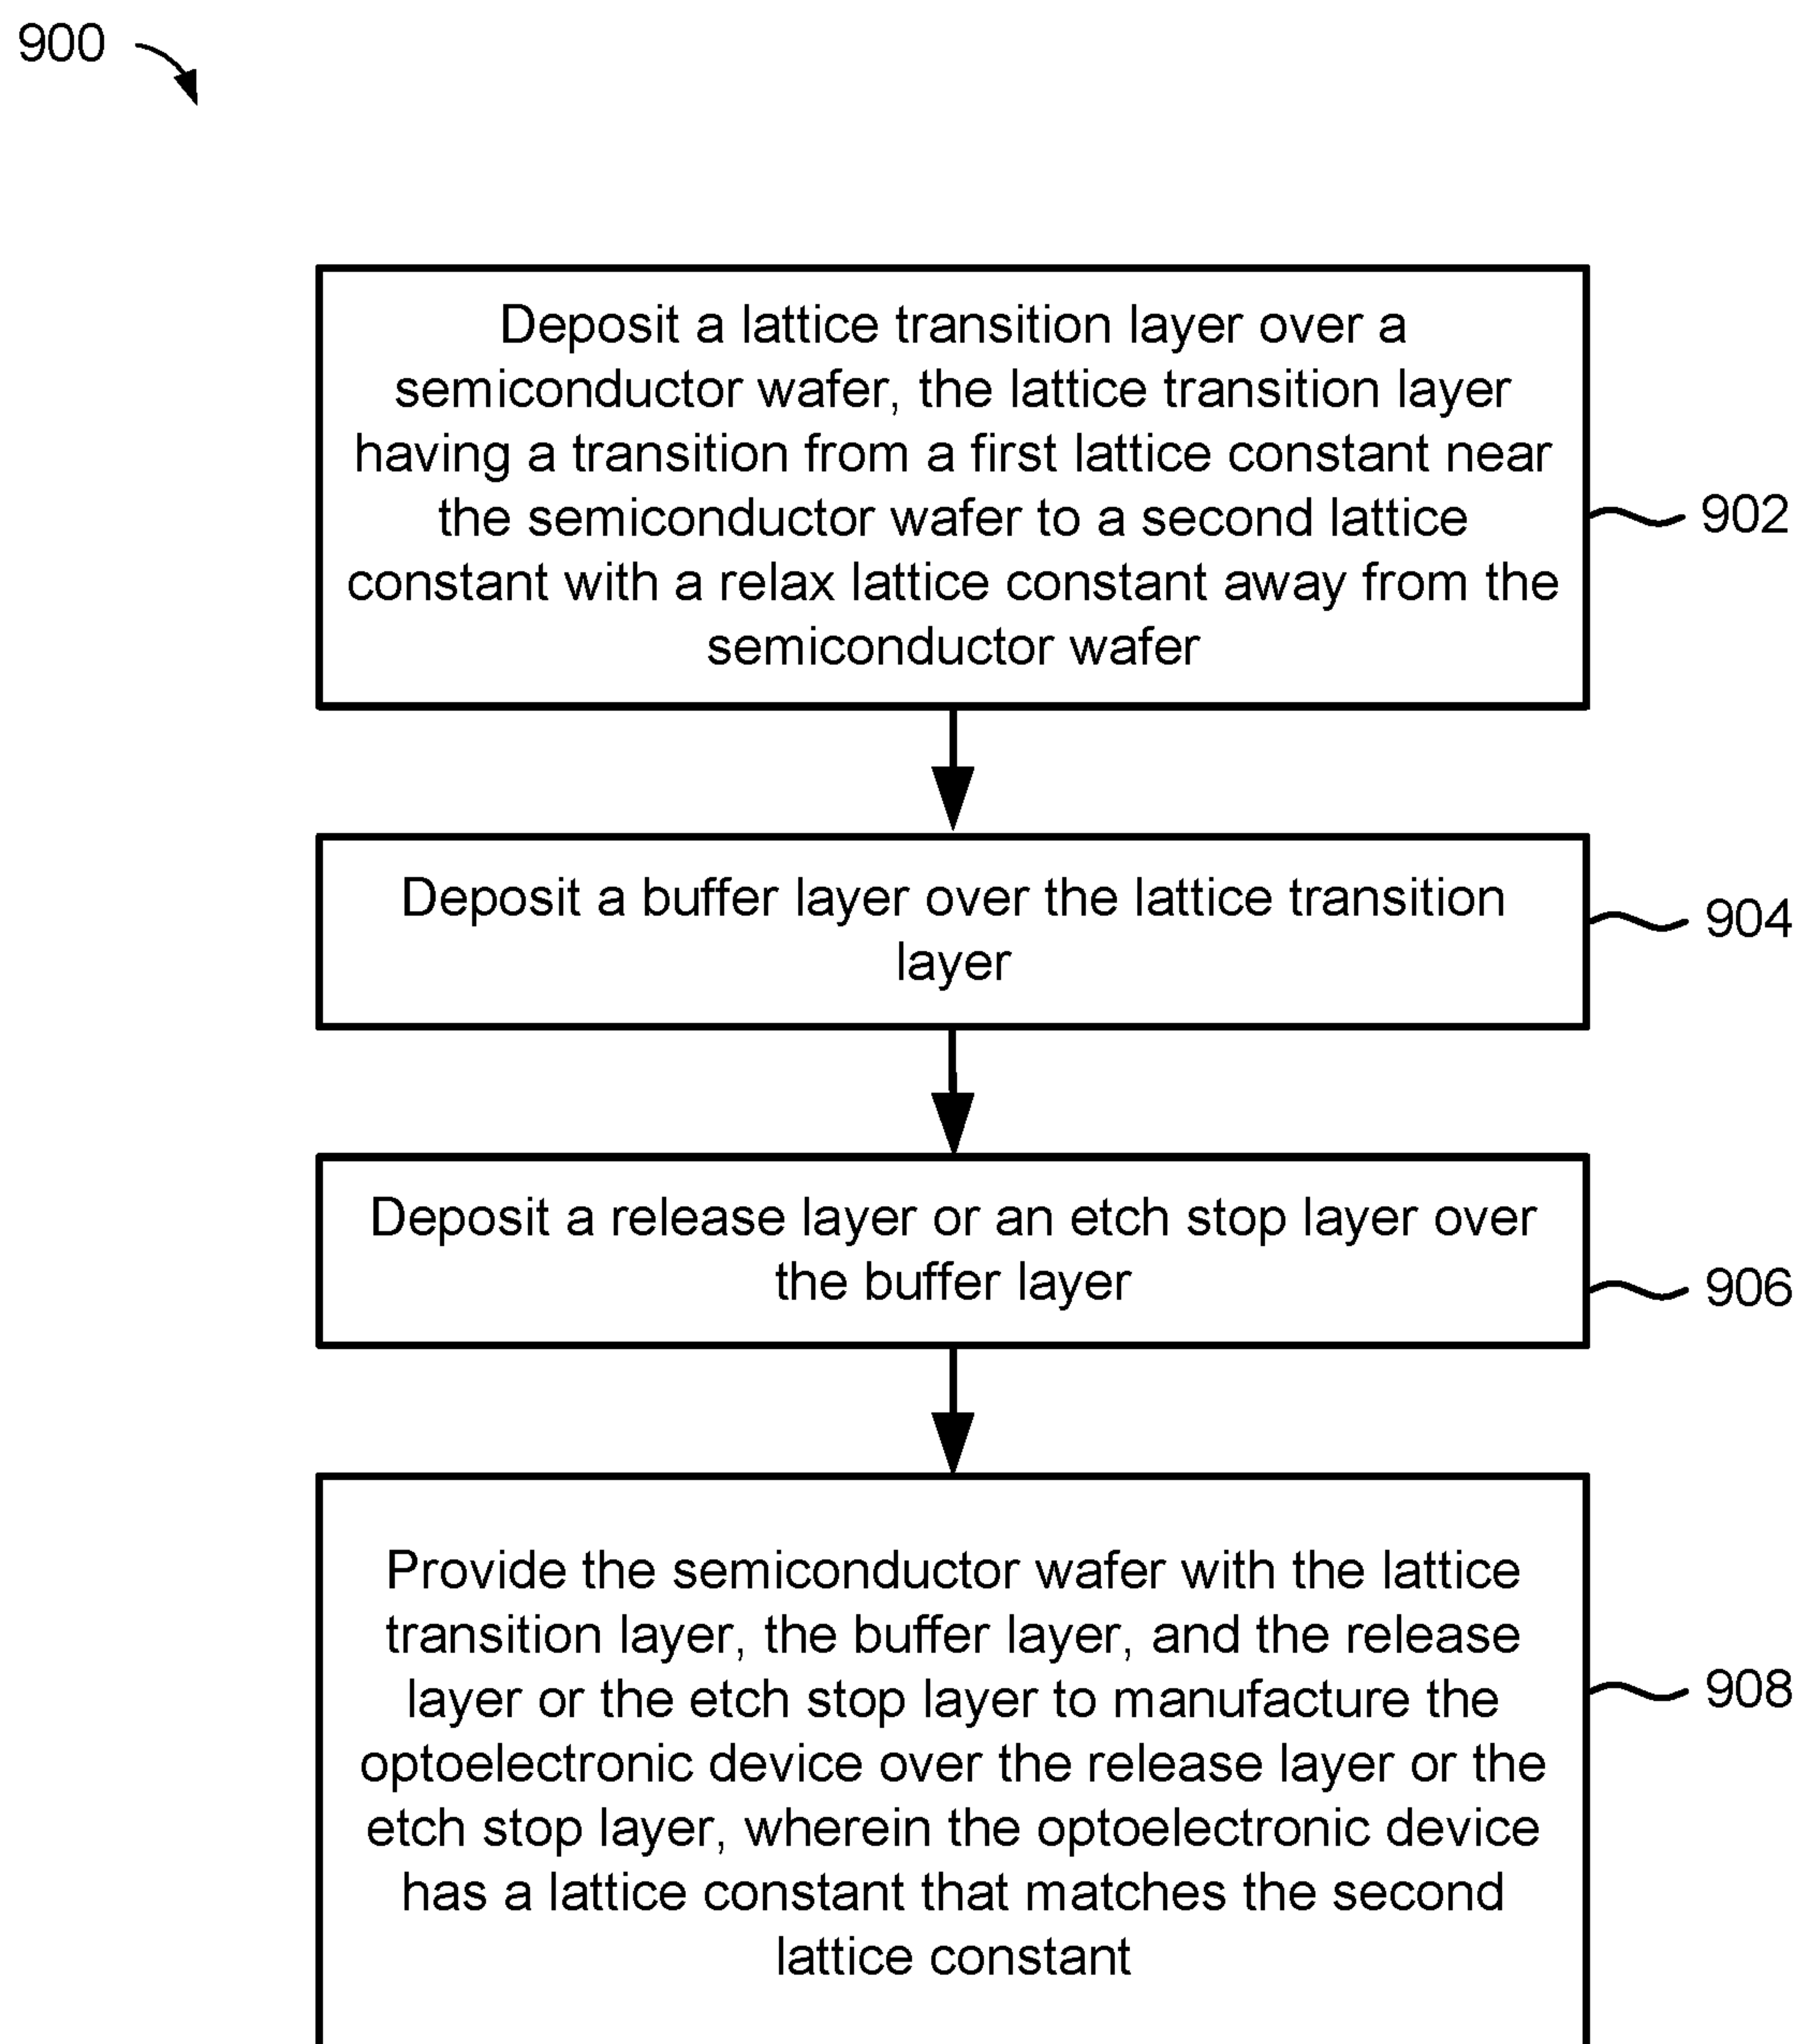 900
Deposit a lattice transition layer over a
semiconductor wafer, the lattice transition layer
having a transition from a first lattice constant near
the semiconductor wafer to a second lattice
constant with a relax lattice constant away from the
semiconductor wafer
902
Deposit a buffer layer over the lattice transition
layer
904
Deposit a release layer or an etch stop layer over
the buffer layer
906
Provide the semiconductor wafer with the lattice
transition layer, the buffer layer, and the release
layer or the etch stop layer to manufacture the
optoelectronic device over the release layer or the
etch stop layer, wherein the optoelectronic device
has a lattice constant that matches the second
lattice constant
908